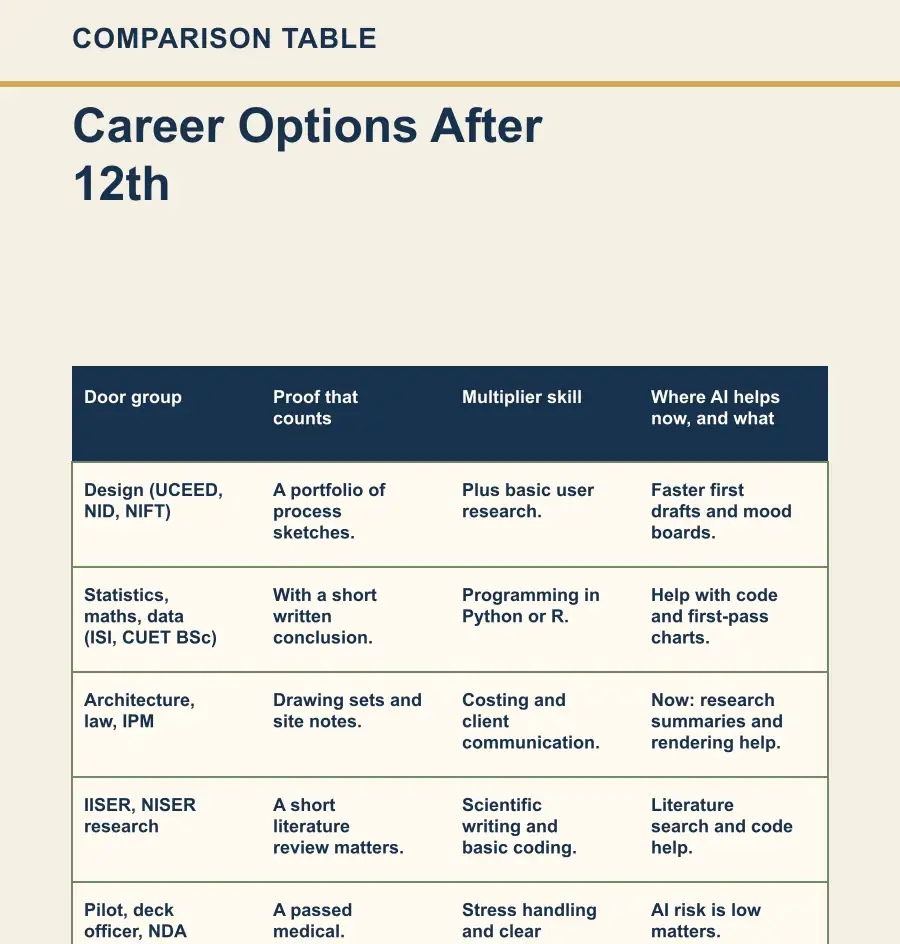 COMPARISON TABLE
Career Options After
12th
Door group
Proof that
counts
Multiplier skill
Where AI helps
now, and what
Design (UCEED,
NID, NIFT)
A portfolio of
process
sketches.
Plus basic user
research.
Faster first
drafts and mood
boards.
Statistics,
maths, data
(ISI, CUET BSc)
With a short
written
conclusion.
Programming in
Python or R.
Help with code
and first-pass
charts.
Architecture,
law, IPM
Drawing sets and
site notes.
Costing and
client
communication.
Now: research
summaries and
rendering help.
IISER, NISER
research
A short
literature
review matters.
Scientific
writing and
basic coding.
Literature
search and code
help.
Pilot, deck
officer, NDA
A passed
medical.
Stress handling
and clear
AI risk is low
matters.